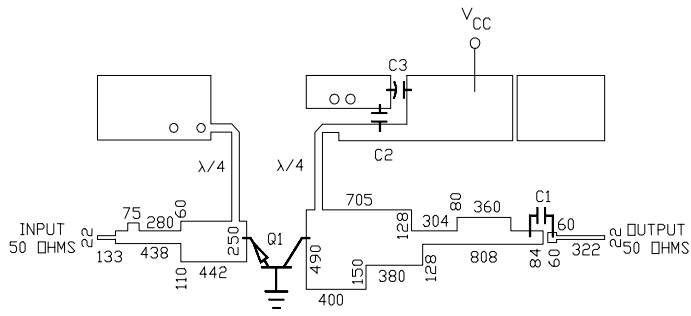 VCC
C3
C2
λ/4
λ/4
705
75
280
60
INPUT
50 OHMS
22
133
438
110
442
250
Q1
490
400
150
380
128
128
304
80
360
808
C1
84
60
60
322
22
OUTPUT
50 OHMS